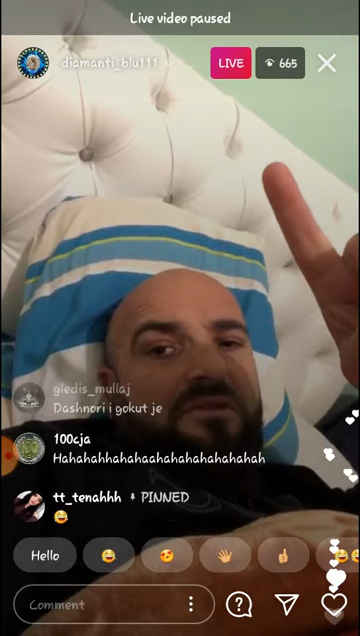 Live video paused
diamanti_blu111
LIVE
665
gledis_mullaj
Dashnori i gokut je
100cja
Hahahahhahahaahahahahahahahah
tt_tenahhh PINNED
Hello
Comment